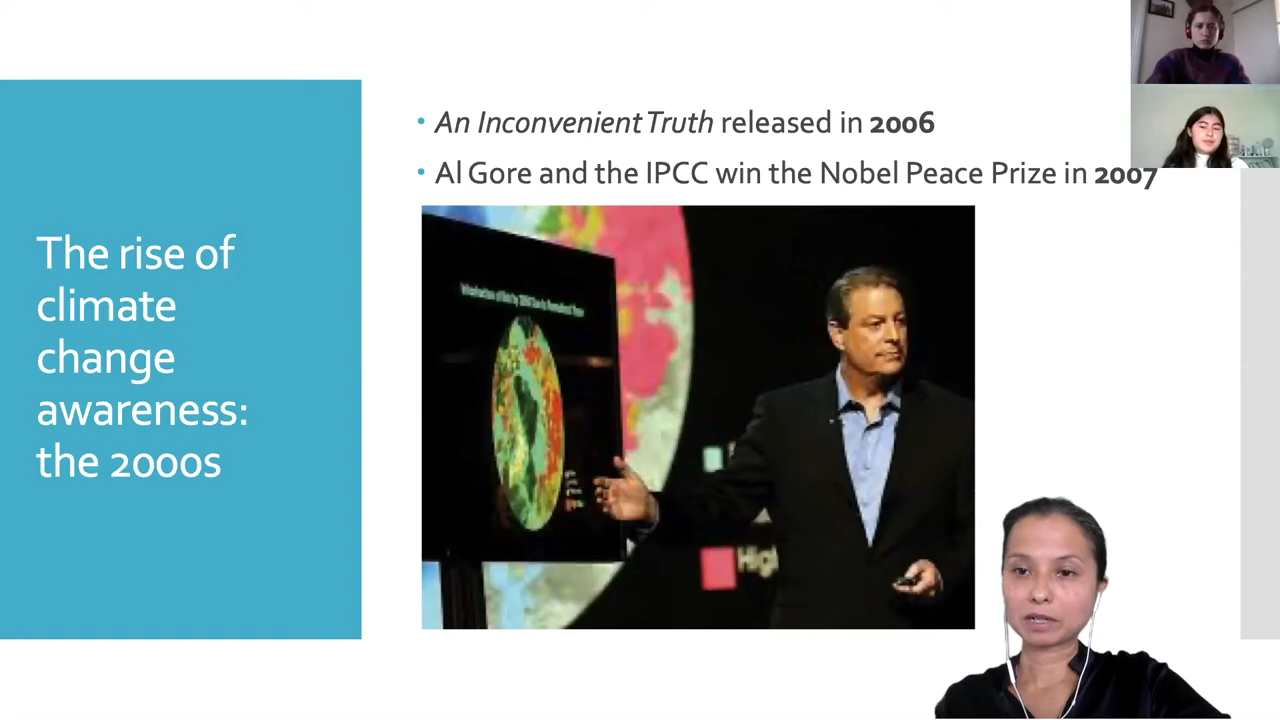 An Inconvenient Truth released in 2006
Al Gore and the IPCC win the Nobel Peace Prize in 2007
The rise of
climate
change
awareness:
the 2000s
High